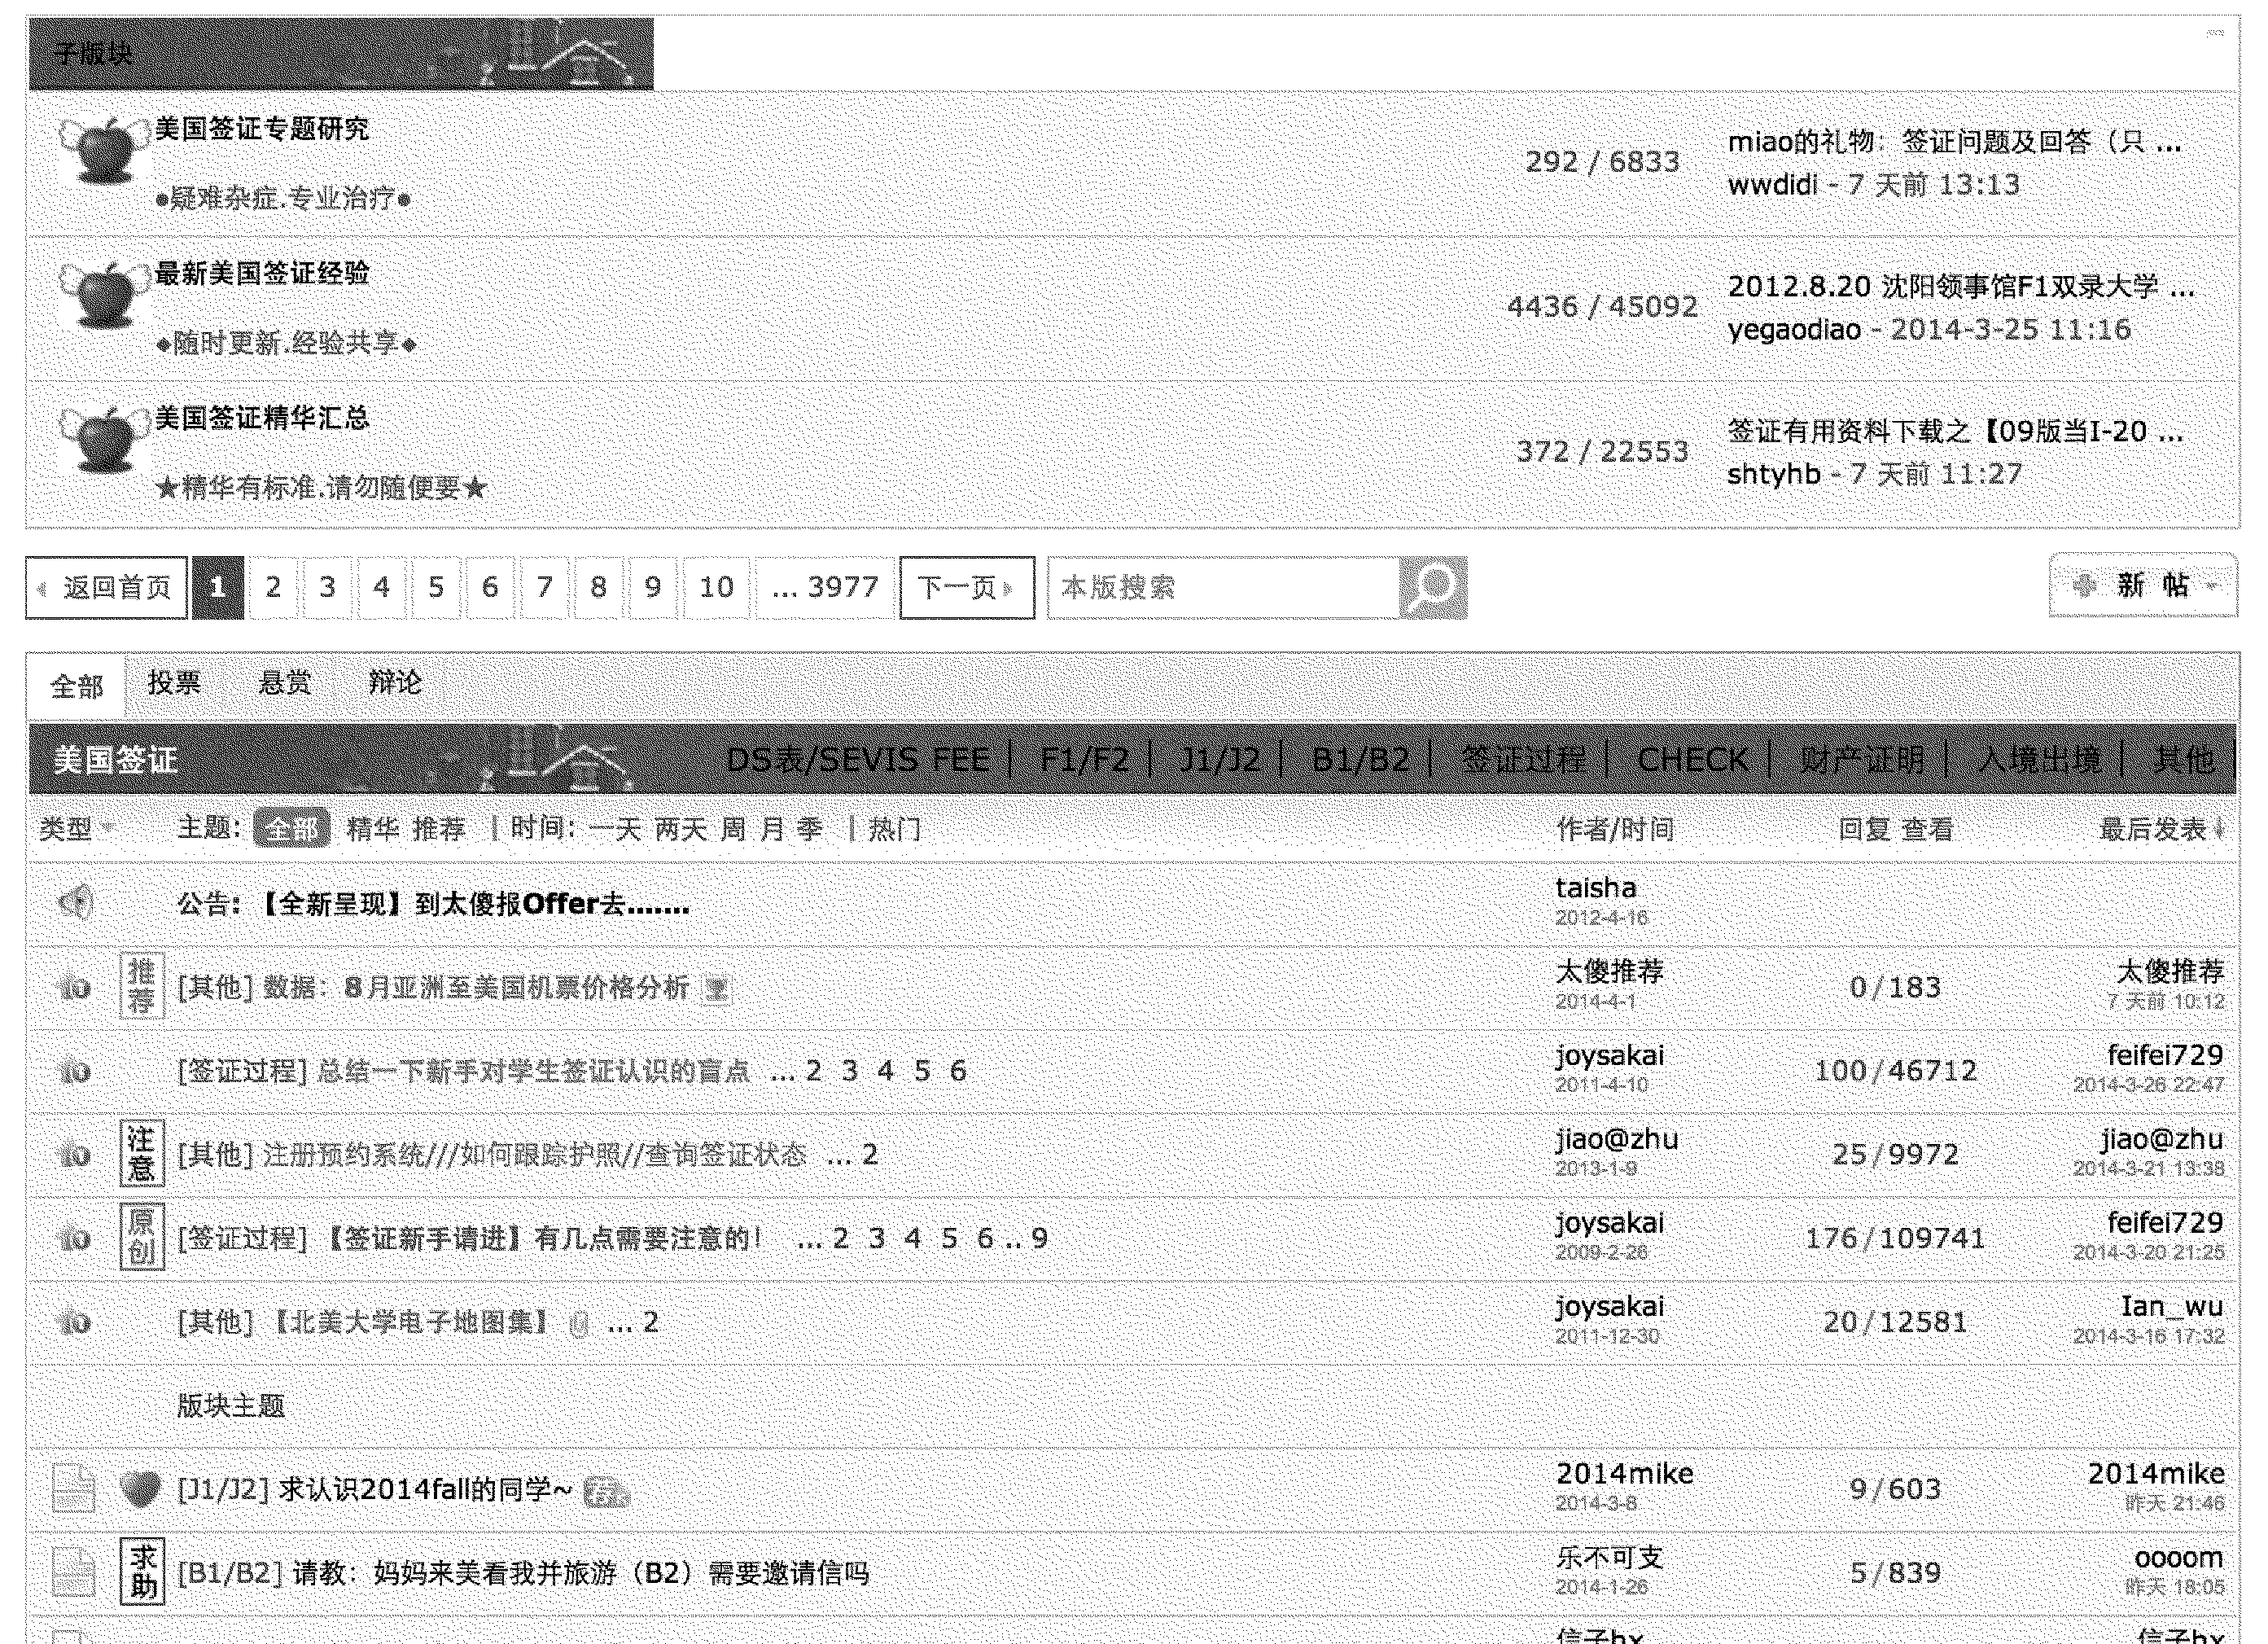 子版块
美国签证专题研究
●疑难杂症.专业治疗●
292 / 6833
miao的礼物：签证问题及回答（只 ...
wwdidi - 7 天前 13:13
最新美国签证经验
◆随时更新.经验共享◆
4436 / 45092
2012.8.20 沈阳领事馆F1双录大学 ...
yegaodiao - 2014-3-25 11:16
美国签证精华汇总
★精华有标准.请勿随便要★
372 / 22553
签证有用资料下载之【09版当I-20 ...
shtyhb - 7 天前 11:27
返回首页 1 2 3 4 5 6 7 8 9 10 ... 3977 下一页 本版搜索 新 帖
全部 投票 悬赏 辩论
美国签证 DS表/SEVIS FEE | F1/F2 | J1/J2 | B1/B2 | 签证过程 | CHECK | 财产证明 | 入境出境 | 其他
类型 主题: 全部 精华 推荐 | 时间: 一天 两天 周 月 季 | 热门 作者/时间 回复 查看 最后发表
公告: 【全新呈现】到太傻报Offer去.......
taisha
2012-4-16
推荐
[其他] 数据：8月亚洲至美国机票价格分析
太傻推荐
2014-4-1
0/183
太傻推荐
7 天前 10:12
[签证过程] 总结一下新手对学生签证认识的盲点 ... 2 3 4 5 6
joysakai
2011-4-10
100/46712
feifei729
2014-3-26 22:47
注意
[其他] 注册预约系统///如何跟踪护照//查询签证状态 ... 2
jiao@zhu
2013-1-9
25/9972
jiao@zhu
2014-3-21 13:38
原创
[签证过程] 【签证新手请进】有几点需要注意的！ ... 2 3 4 5 6 .. 9
joysakai
2009-2-26
176/109741
feifei729
2014-3-20 21:25
[其他] 【北美大学电子地图集】 ... 2
joysakai
2011-12-30
20/12581
Ian_wu
2014-3-16 17:32
版块主题
[J1/J2] 求认识2014fall的同学~
2014mike
2014-3-8
9/603
2014mike
昨天 21:46
求助
[B1/B2] 请教：妈妈来美看我并旅游（B2）需要邀请信吗
乐不可支
2014-1-26
5/839
oooom
昨天 18:05
信子hx
信子hx